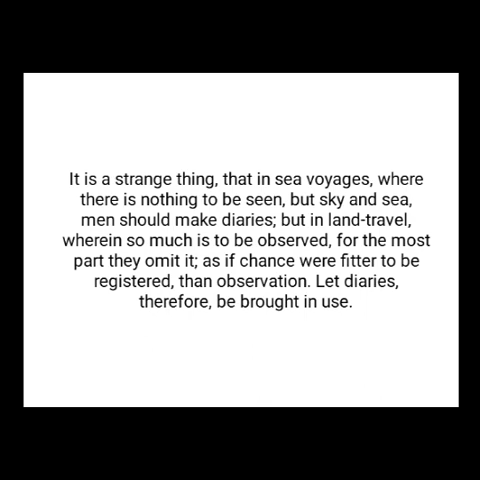 It is a strange thing, that in sea voyages, where
there is nothing to be seen, but sky and sea,
men should make diaries; but in land-travel,
wherein so much is to be observed, for the most
part they omit it; as if chance were fitter to be
registered, than observation. Let diaries,
therefore, be brought in use.